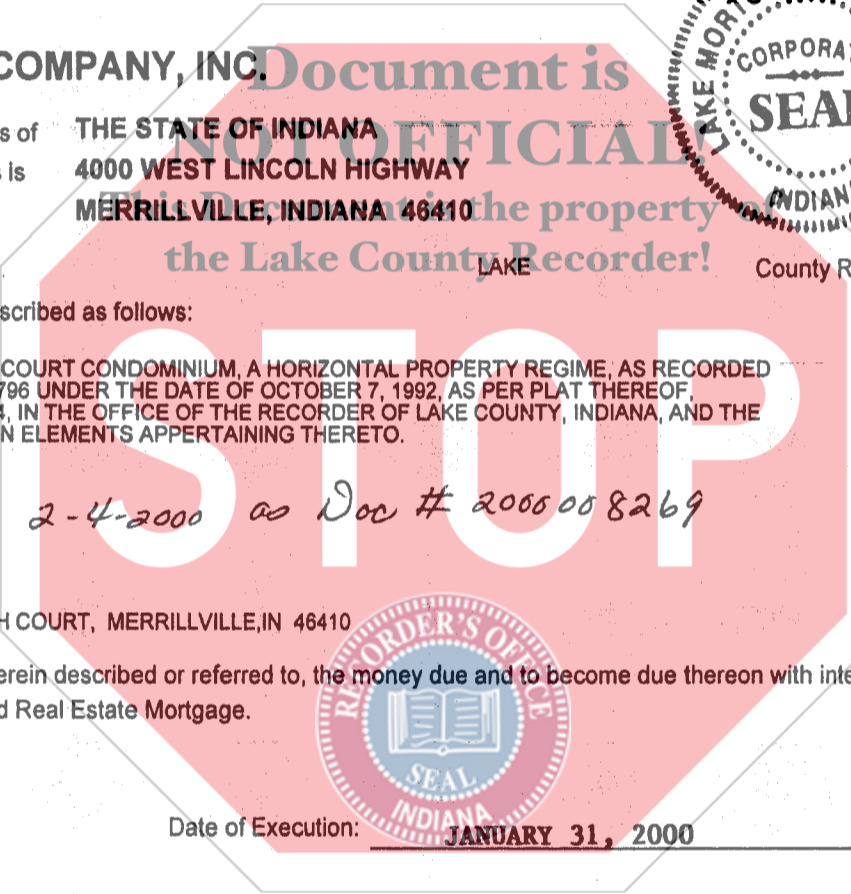 COMPANY, INC.
Document is
NOT OFFICIAL!
This Document is the property of
the Lake County Recorder!
LAKE
CORPORA
SEAL
INDIAN
s of THE STATE OF INDIANA
s is 4000 WEST LINCOLN HIGHWAY
MERRILLVILLE, INDIANA 46410
LAKE County R
scribed as follows:
COURT CONDOMINIUM, A HORIZONTAL PROPERTY REGIME, AS RECORDED
796 UNDER THE DATE OF OCTOBER 7, 1992, AS PER PLAT THEREOF,
4, IN THE OFFICE OF THE RECORDER OF LAKE COUNTY, INDIANA, AND THE
N ELEMENTS APPERTAINING THERETO.
STOP
2-4-2000 as Doc # 2000008269
H COURT, MERRILLVILLE,IN 46410
erein described or referred to, the money due and to become due thereon with inte
d Real Estate Mortgage.
RECORDER'S OFFICE
SEAL
INDIANA
Date of Execution: JANUARY 31, 2000